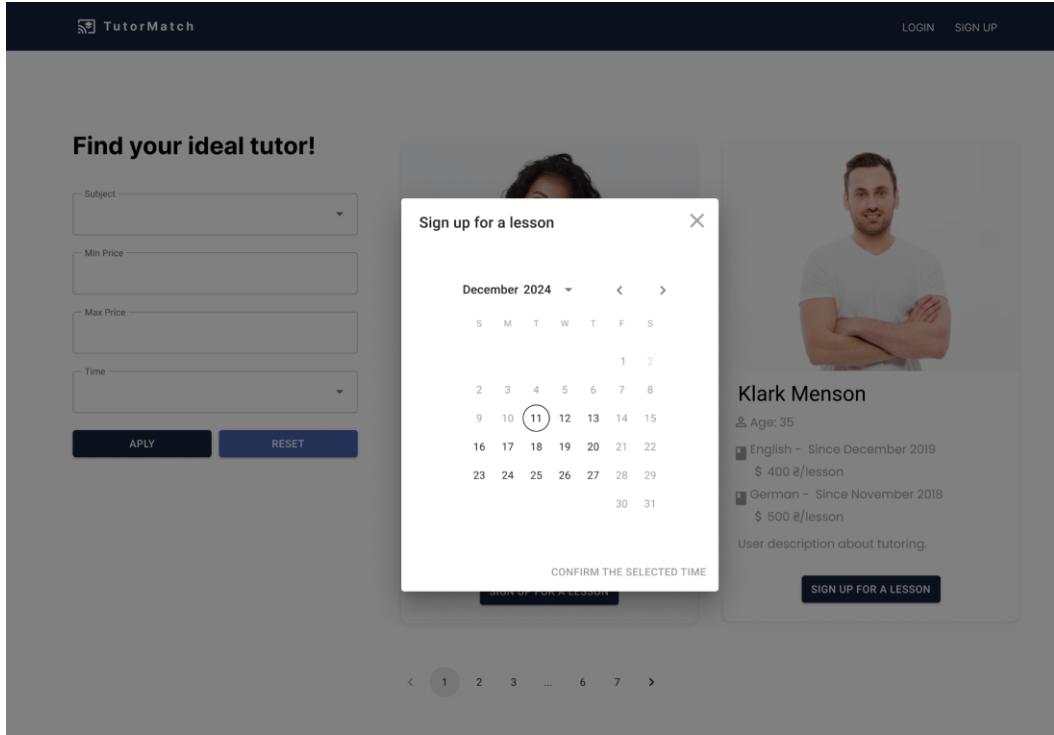 TutorMatch
LOGIN SIGN UP
Find your ideal tutor!
Subject
Min Price
Max Price
Time
APLY RESET
Sign up for a lesson
December 2024
S M T W T F S
1 2
2 3 4 5 6 7 8
9 10 11 12 13 14 15
16 17 18 19 20 21 22
23 24 25 26 27 28 29
30 31
CONFIRM THE SELECTED TIME
SIGN UP FOR A LESSON
Klark Menson
Age: 35
English - Since December 2019
$ 400 ₴/lesson
German - Since November 2018
$ 500 ₴/lesson
User description about tutoring.
SIGN UP FOR A LESSON
1 2 3 ... 6 7